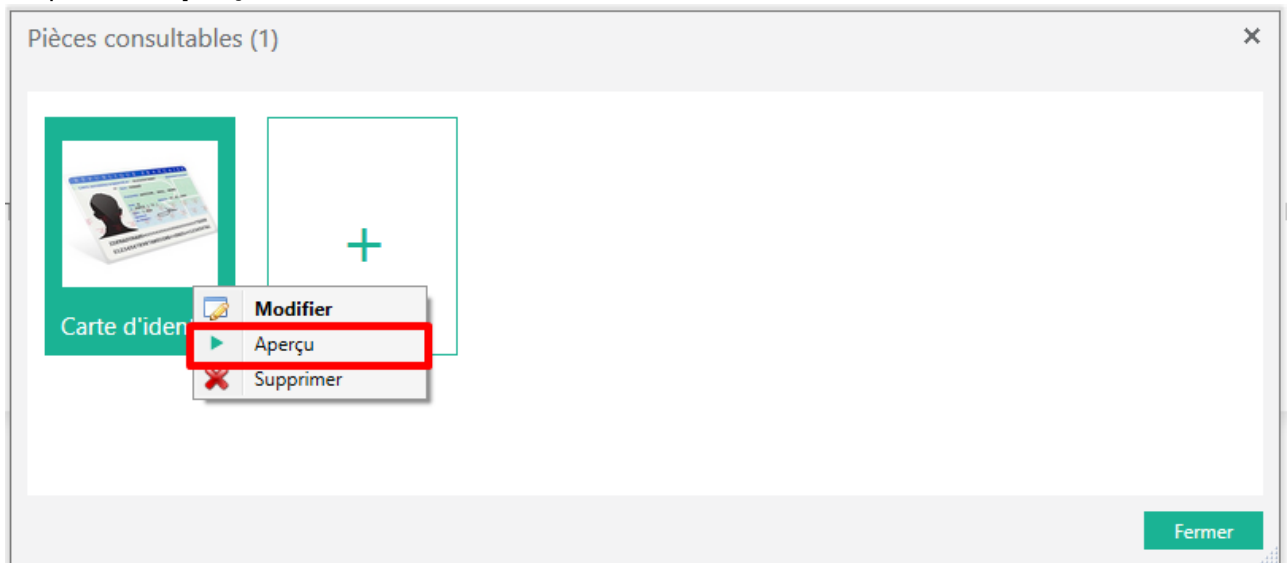 Pièces consultables (1)
Modifier
Carte d'iden
Aperçu
Supprimer
Fermer